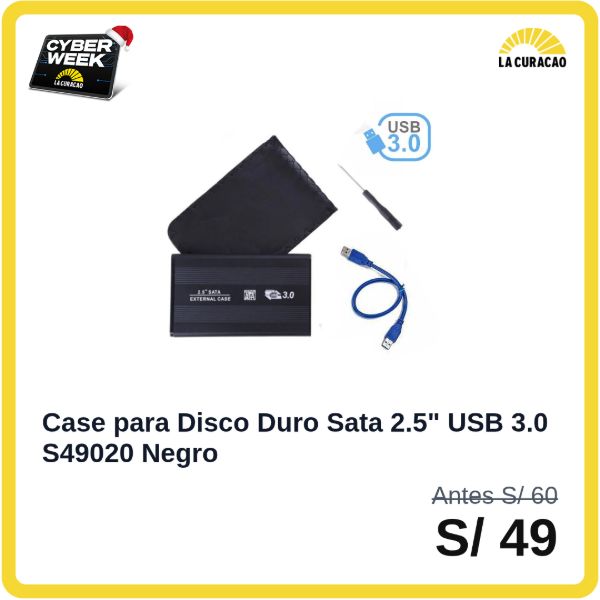 CYBER
WEEK
LA CURACAO
LA CURACAO
USB
3.0
2.5" SATA
EXTERNAL CASE
3.0
Case para Disco Duro Sata 2.5" USB 3.0
S49020 Negro
Antes S/ 60
S/ 49